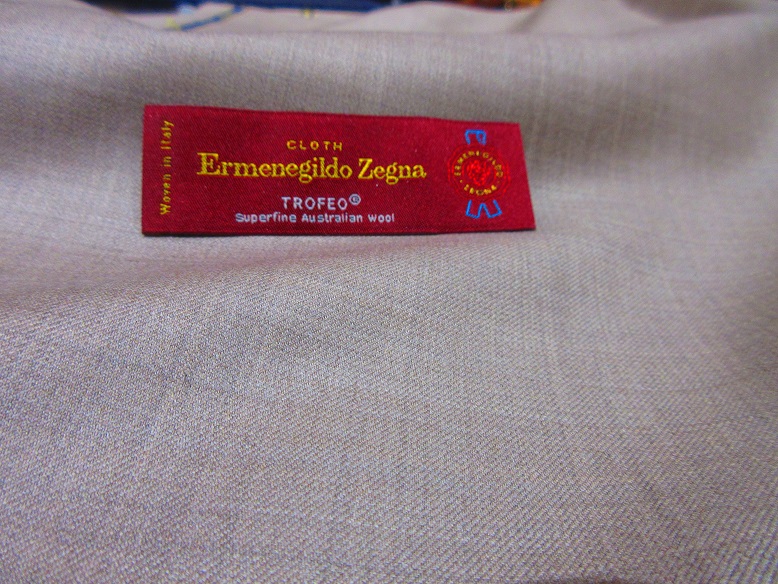 Woven in Italy
CLOTH
Ermenegildo Zegna
TROFEO®
Superfine Australian Wool
ERMENEGILDO
ZEGNA